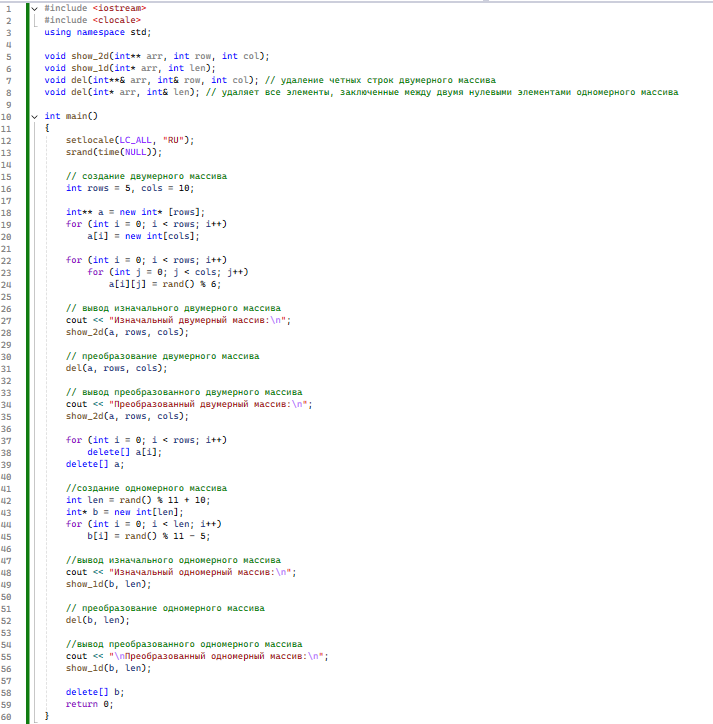 1 #include <iostream>
2 #include <clocale>
3 using namespace std;
4
5 void show_2d(int** arr, int row, int col);
6 void show_1d(int* arr, int len);
7 void del(int**& arr, int& row, int col); // удаление четных строк двумерного массива
8 void del(int* arr, int& len); // удаляет все элементы, заключенные между двумя нулевыми элементами одномерного массива
9
10 int main()
11 {
12 setlocale(LC_ALL, "RU");
13 srand(time(NULL));
14
15 // создание двумерного массива
16 int rows = 5, cols = 10;
17
18 int** a = new int* [rows];
19 for (int i = 0; i < rows; i++)
20 a[i] = new int[cols];
21
22 for (int i = 0; i < rows; i++)
23 for (int j = 0; j < cols; j++)
24 a[i][j] = rand() % 6;
25
26 // вывод изначального двумерного массива
27 cout << "Изначальный двумерный массив:\n";
28 show_2d(a, rows, cols);
29
30 // преобразование двумерного массива
31 del(a, rows, cols);
32
33 // вывод преобразованного двумерного массива
34 cout << "Преобразованный двумерный массив:\n";
35 show_2d(a, rows, cols);
36
37 for (int i = 0; i < rows; i++)
38 delete[] a[i];
39 delete[] a;
40
41 //создание одномерного массива
42 int len = rand() % 11 + 10;
43 int* b = new int[len];
44 for (int i = 0; i < len; i++)
45 b[i] = rand() % 11 - 5;
46
47 //вывод изначального одномерного массива
48 cout << "Изначальный одномерный массив:\n";
49 show_1d(b, len);
50
51 // преобразование одномерного массива
52 del(b, len);
53
54 //вывод преобразованного одномерного массива
55 cout << "\nПреобразованный одномерный массив:\n";
56 show_1d(b, len);
57
58 delete[] b;
59 return 0;
60 }